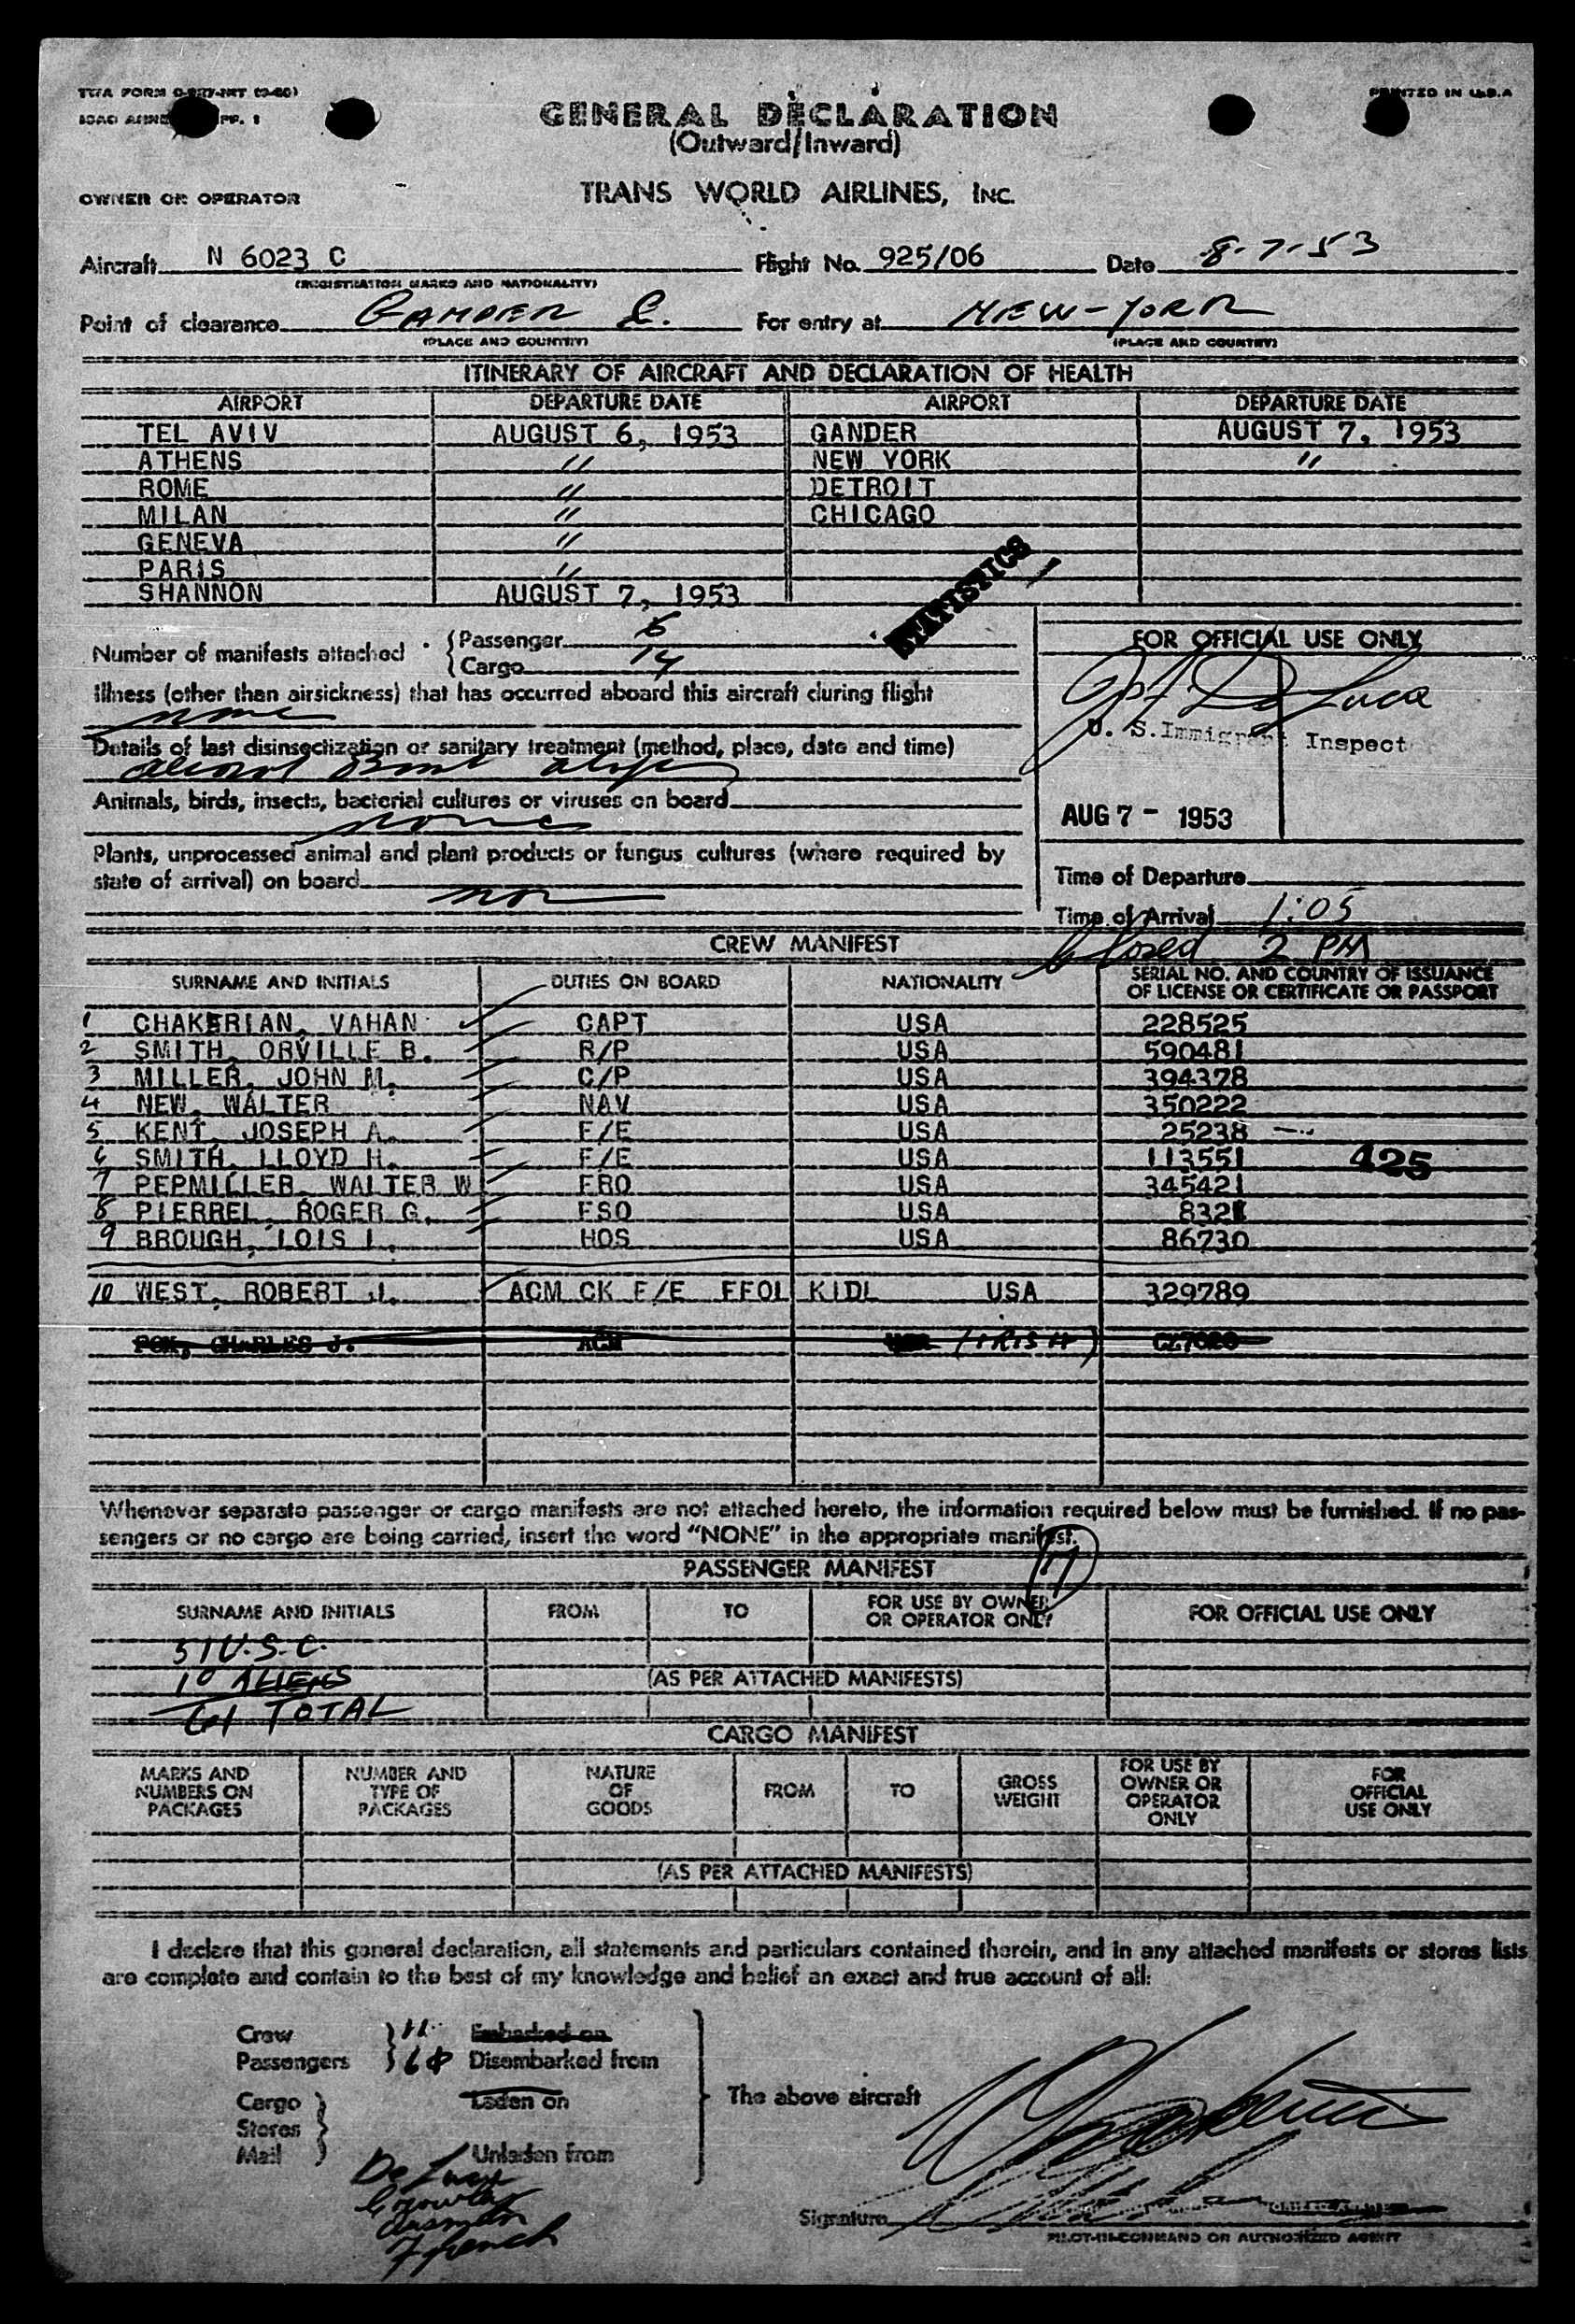 TWA FORM
PRINTED IN U.S.A
GENERAL DECLARATION
(Outward/Inward)
OWNER OR OPERATOR TRANS WORLD AIRLINES, INC.
Aircraft N 6023 C Flight No. 925/06 Date 8-7-53
(REGISTRATION MARKS AND NATIONALITY)
Point of clearance GANDER For entry at NEW-YORK
(PLACE AND COUNTRY) (PLACE AND COUNTRY)
ITINERARY OF AIRCRAFT AND DECLARATION OF HEALTH
AIRPORT DEPARTURE DATE AIRPORT DEPARTURE DATE
TEL AVIV AUGUST 6, 1953 GANDER AUGUST 7, 1953
ATHENS " NEW YORK "
ROME " DETROIT
MILAN " CHICAGO
GENEVA "
PARIS "
SHANNON AUGUST 7, 1953
STATISTICS
Number of manifests attached Passenger 6
Cargo 14
FOR OFFICIAL USE ONLY
Illness (other than airsickness) that has occurred aboard this aircraft during flight
none
U. S. Immigrant Inspector
Details of last disinsectization or sanitary treatment (method, place, date and time)
Animals, birds, insects, bacterial cultures or viruses on board
none
AUG 7 - 1953
Plants, unprocessed animal and plant products or fungus cultures (where required by
state of arrival) on board
Time of Departure
Time of Arrival 1:05
closed 2 PM
CREW MANIFEST
SURNAME AND INITIALS DUTIES ON BOARD NATIONALITY SERIAL NO. AND COUNTRY OF ISSUANCE
OF LICENSE OR CERTIFICATE OR PASSPORT
1 CHAKERIAN, VAHAN CAPT USA 228525
2 SMITH, ORVILLE B. R/P USA 590481
3 MILLER, JOHN M. C/P USA 394378
4 NEW, WALTER NAV USA 350222
5 KENT, JOSEPH A. F/E USA 25238
6 SMITH, LLOYD H. F/E USA 113551 425
7 PEPMILLER, WALTER W FRO USA 345421
8 PIERREL, ROGER G. FSO USA 8321
9 BROUGH, LOIS L. HOS USA 86730
10 WEST, ROBERT J. ACM CK F/E FFOL KIDL USA 329789
CHARLES J. ACM (IRISH)
Whenever separate passenger or cargo manifests are not attached hereto, the information required below must be furnished. If no pas-
sengers or no cargo are being carried, insert the word "NONE" in the appropriate manifest.
PASSENGER MANIFEST
SURNAME AND INITIALS FROM TO FOR USE BY OWNER
OR OPERATOR ONLY FOR OFFICIAL USE ONLY
51 U.S.C.
10 ALIENS (AS PER ATTACHED MANIFESTS)
61 TOTAL
CARGO MANIFEST
MARKS AND
NUMBERS ON
PACKAGES
NUMBER AND
TYPE OF
PACKAGES
NATURE
OF
GOODS
FROM
TO
GROSS
WEIGHT
FOR USE BY
OWNER OR
OPERATOR
ONLY
FOR
OFFICIAL
USE ONLY
(AS PER ATTACHED MANIFESTS)
I declare that this general declaration, all statements and particulars contained therein, and in any attached manifests or stores lists
are complete and contain to the best of my knowledge and belief an exact and true account of all:
Crew 11 Embarked on
Passengers Disembarked from
Cargo Laden on The above aircraft
Stores
Mail Unladen from
De Luca
French
Signature
PILOT-IN-COMMAND OR AUTHORIZED AGENT